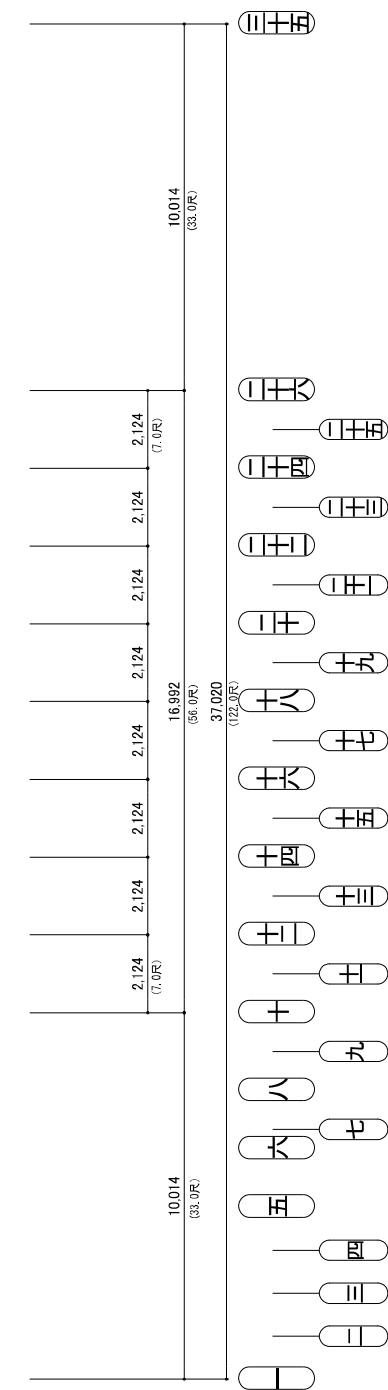 三十五
10,014
(33.0尺)
二十六
2,124
(7.0尺)
二十五
二十四
2,124
二十三
二十二
2,124
二十一
二十
2,124
十九
16,992
(56.0尺)
37,020
(122.0尺)
十八
2,124
十七
十六
2,124
十五
十四
2,124
十三
十二
2,124
(7.0尺)
十一
十
九
八
七
六
10,014
(33.0尺)
五
四
三
二
一